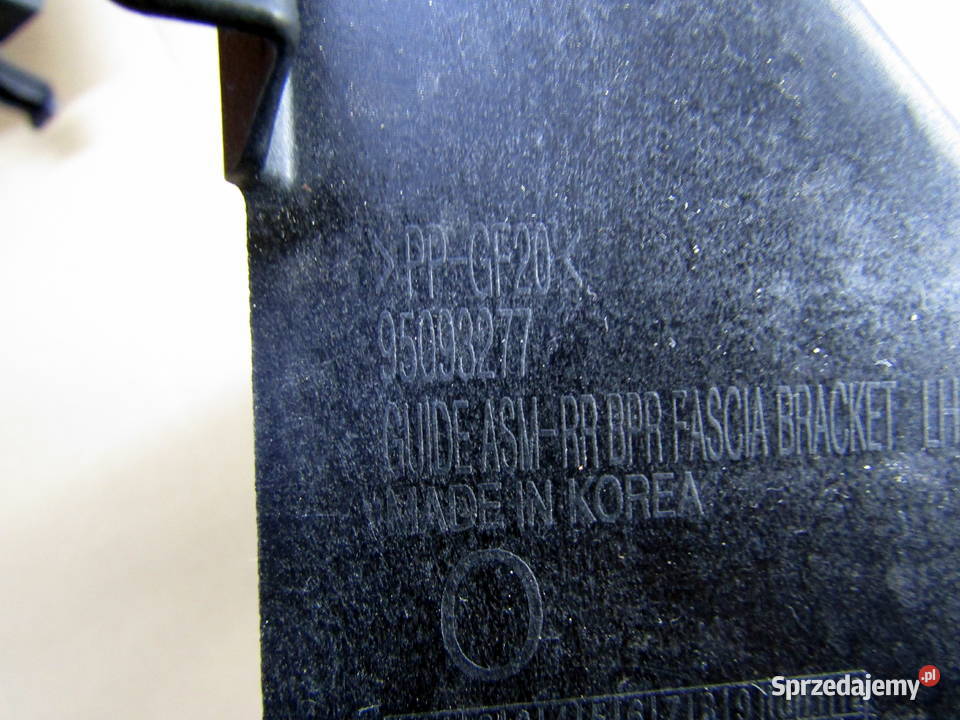 >PP-GF20<
95093277
GUIDE ASM-RR BPR FASCIA BRACKET LH
MADE IN KOREA
Sprzedajemy.pl